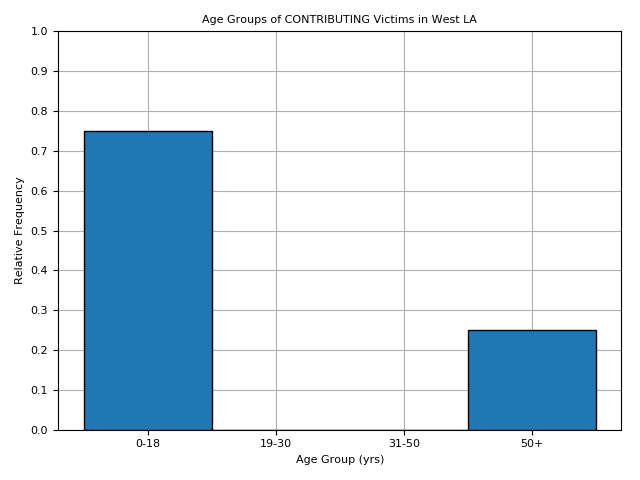 Age Groups of CONTRIBUTING Victims in West LA
1.0
0.9
0.8
0.7
0.6
0.5
0.4
0.3
0.2
0.1
0.0
Relative Frequency
0-18 19-30 31-50 50+
Age Group (yrs)